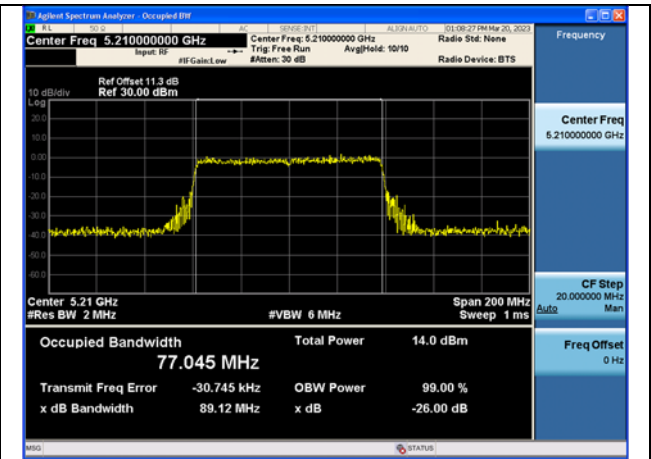 Agilent Spectrum Analyzer - Occupied BW
RL 50 Ω AC SENSE:INT ALIGNAUTO 01:08:27 PM Mar 20, 2023
Center Freq 5.210000000 GHz
Input: RF
#IFGain:Low
Center Freq: 5.210000000 GHz
Trig: Free Run Avg|Hold: 10/10
#Atten: 30 dB
Radio Std: None
Radio Device: BTS
Ref Offset 11.3 dB
10 dB/div Ref 30.00 dBm
Log
20.0
10.0
0.00
-10.0
-20.0
-30.0
-40.0
-50.0
-60.0
Center 5.21 GHz Span 200 MHz
#Res BW 2 MHz #VBW 6 MHz Sweep 1 ms
Occupied Bandwidth Total Power 14.0 dBm
77.045 MHz
Transmit Freq Error -30.745 kHz OBW Power 99.00 %
x dB Bandwidth 89.12 MHz x dB -26.00 dB
MSG STATUS
Frequency
Center Freq
5.210000000 GHz
CF Step
20.000000 MHz
Auto Man
Freq Offset
0 Hz